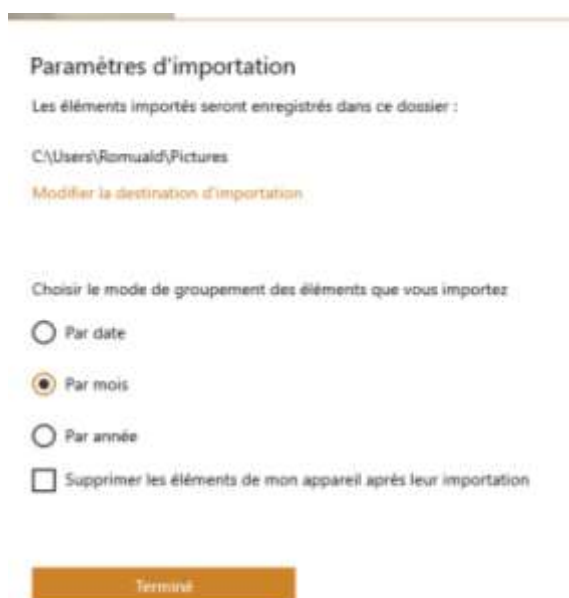 Paramètres d'importation
Les éléments importés seront enregistrés dans ce dossier :
C:\Users\Romuald\Pictures
Modifier la destination d'importation
Choisir le mode de groupement des éléments que vous importez
Par date
Par mois
Par année
Supprimer les éléments de mon appareil après leur importation
Terminé